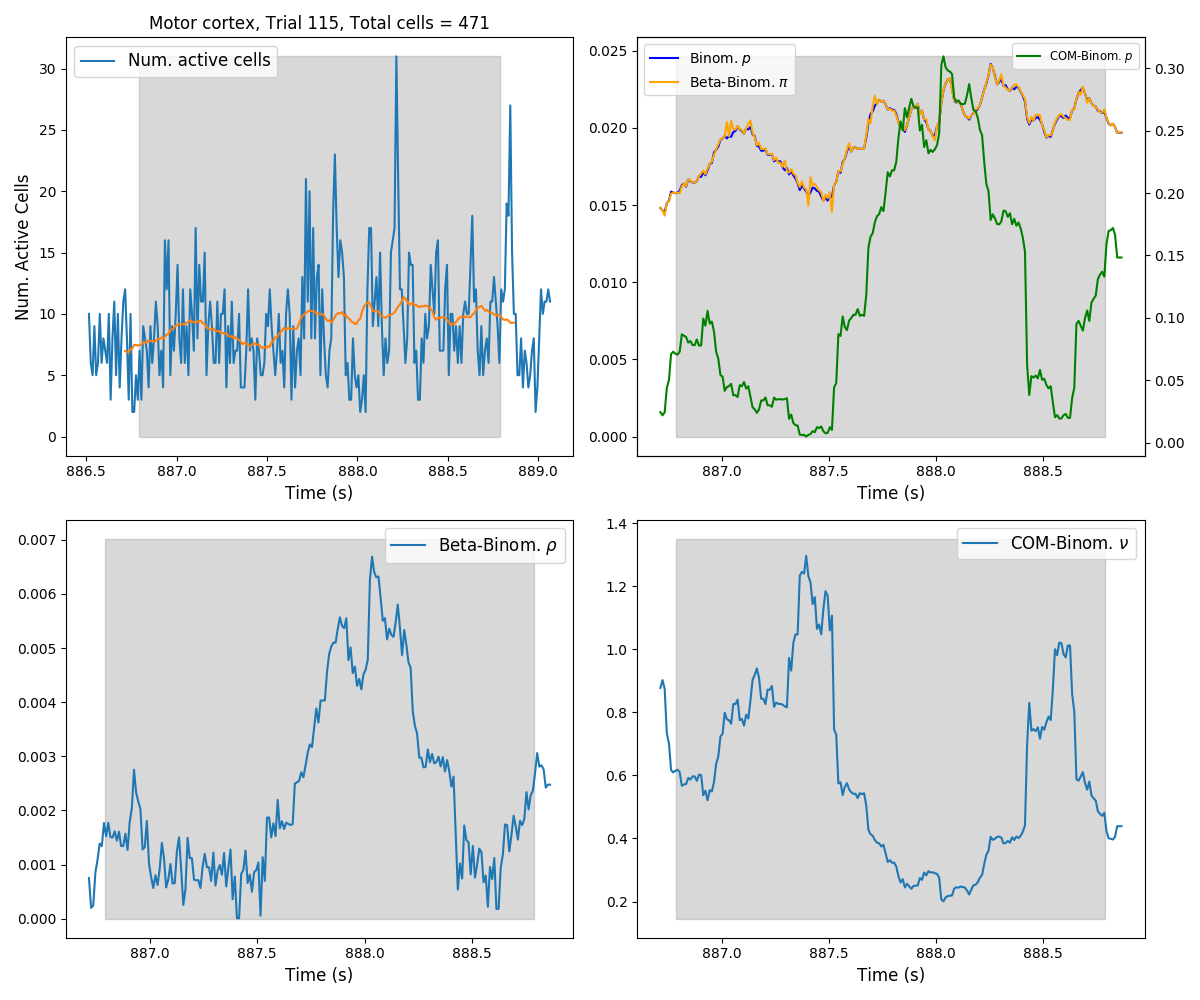 Motor cortex, Trial 115, Total cells = 471
Num. active cells
Num. Active Cells
30
25
20
15
10
5
0
886.5 887.0 887.5 888.0 888.5 889.0
Time (s)
Binom. p
Beta-Binom. π
COM-Binom. p
0.025
0.020
0.015
0.010
0.005
0.000
0.30
0.25
0.20
0.15
0.10
0.05
0.00
887.0 887.5 888.0 888.5
Time (s)
Beta-Binom. ρ
0.007
0.006
0.005
0.004
0.003
0.002
0.001
0.000
887.0 887.5 888.0 888.5
Time (s)
COM-Binom. ν
1.4
1.2
1.0
0.8
0.6
0.4
0.2
887.0 887.5 888.0 888.5
Time (s)